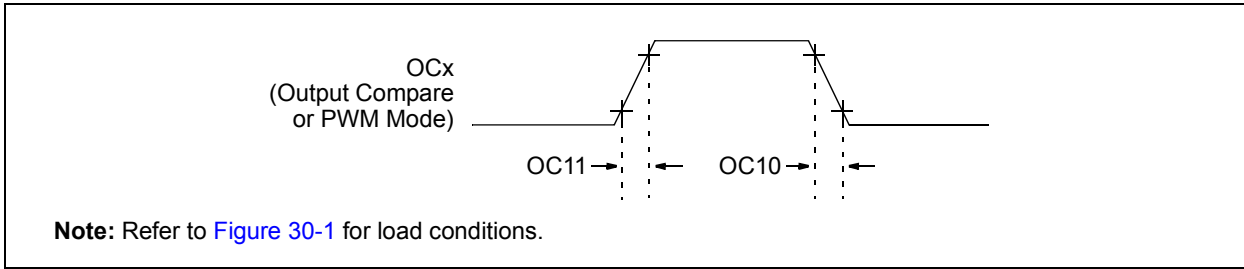 OCx
(Output Compare
or PWM Mode)
OC11
OC10
Note: Refer to Figure 30-1 for load conditions.